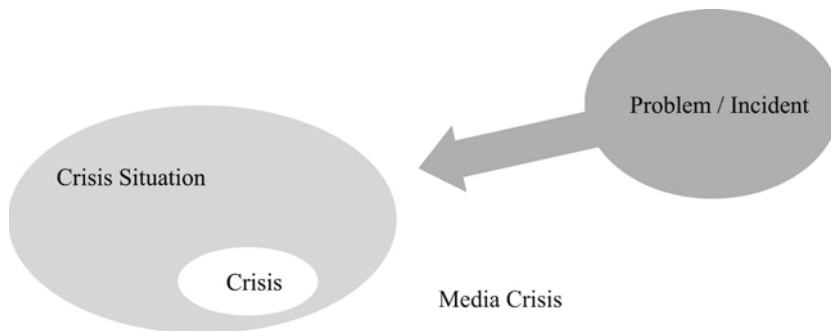 Problem / Incident
Crisis Situation
Crisis
Media Crisis